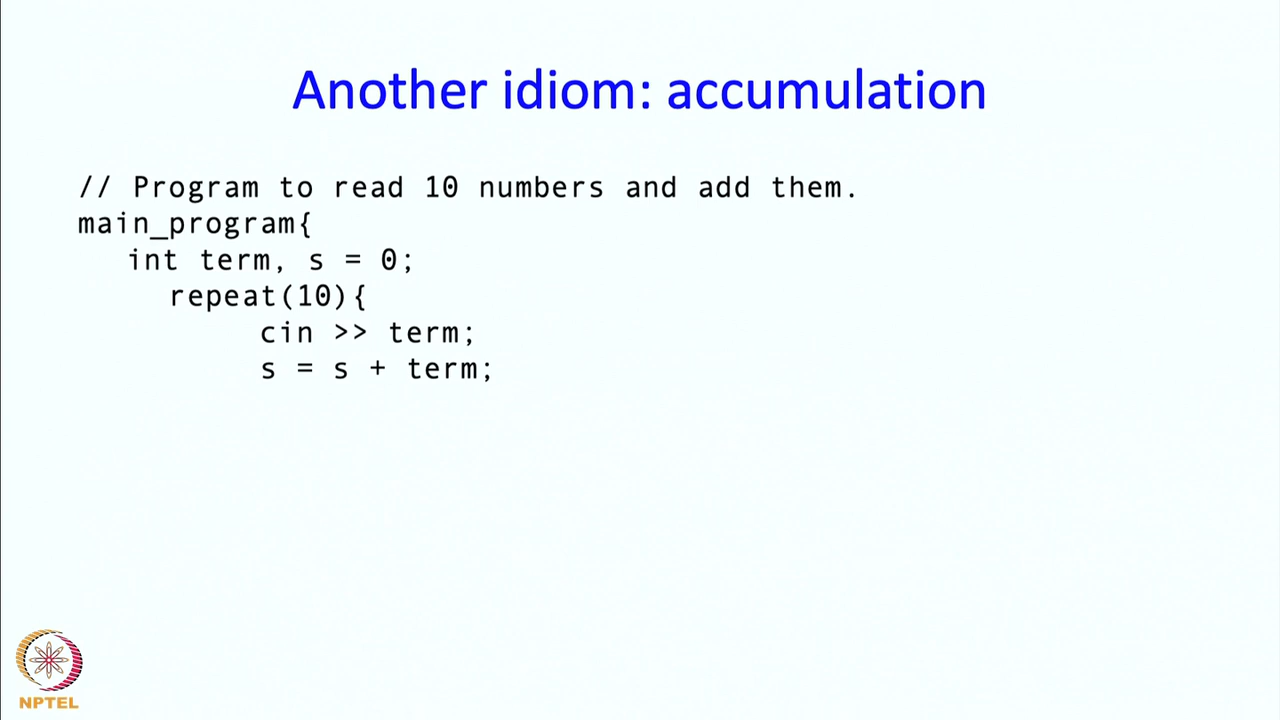 Another idiom: accumulation
// Program to read 10 numbers and add them.
main_program{
int term, s = 0;
repeat(10){
cin >> term;
s = s + term;
NPTEL